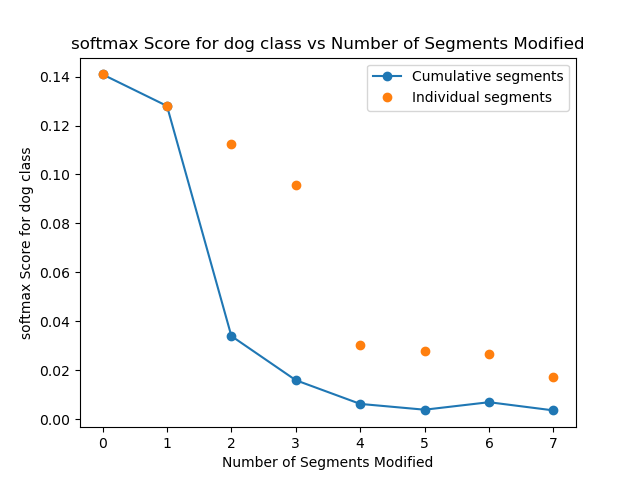 softmax Score for dog class vs Number of Segments Modified
Cumulative segments
Individual segments
softmax Score for dog class
0.14
0.12
0.10
0.08
0.06
0.04
0.02
0.00
0 1 2 3 4 5 6 7
Number of Segments Modified